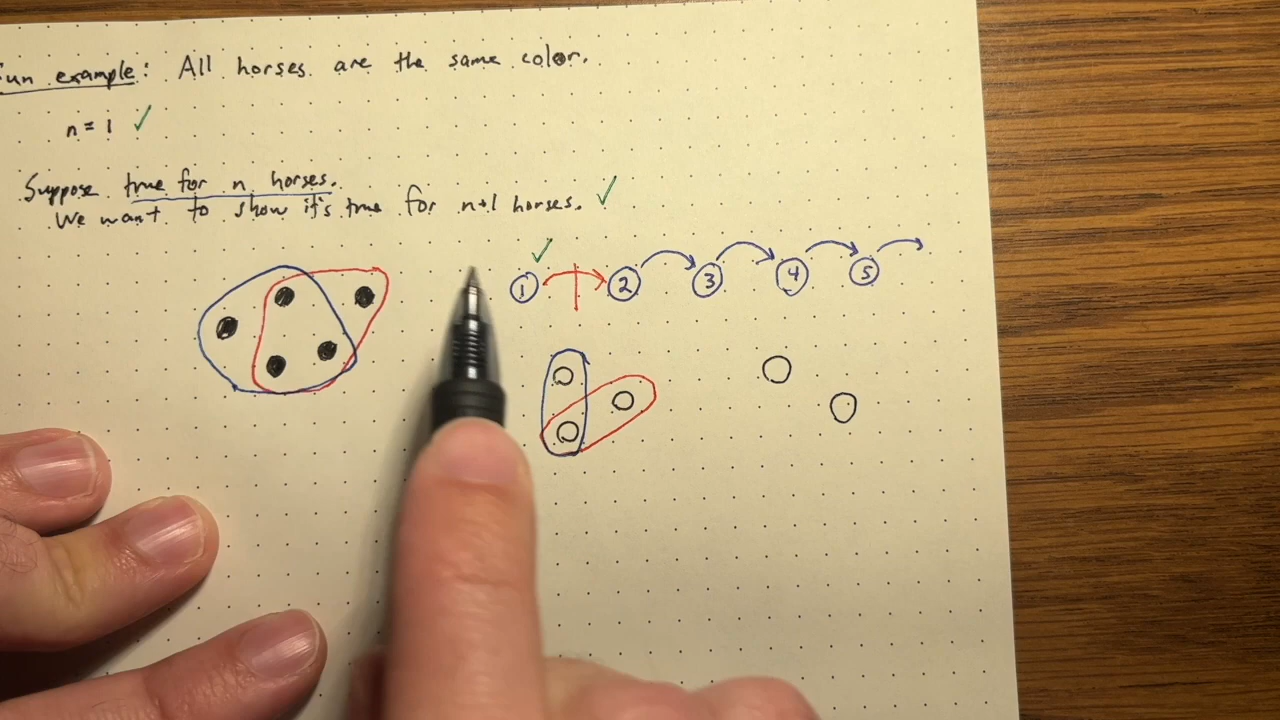 un example: All horses are the same color.
n = 1 ✓
Suppose true for n horses.
We want to show it's true for n+1 horses. ✓
✓
1 2 3 4 5